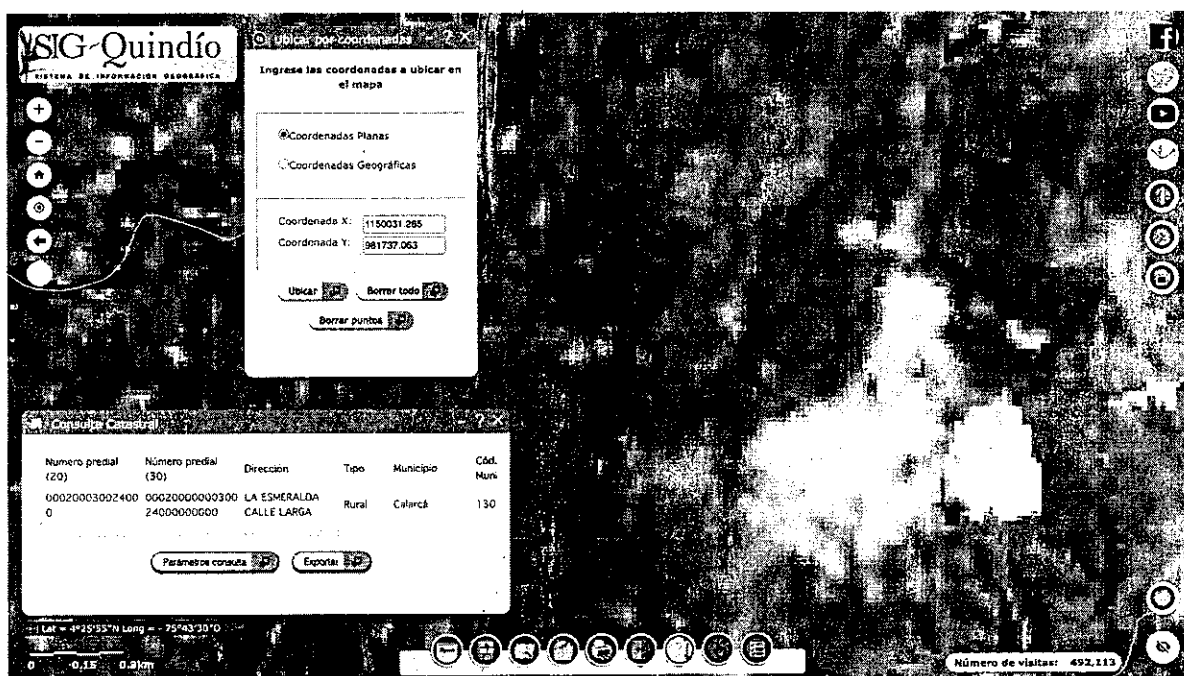 SIG-Quindío
SISTEMA DE INFORMACIÓN GEOGRÁFICA
Ubicar por coordenadas
Ingrese las coordenadas a ubicar en
el mapa
Coordenadas Planas
Coordenadas Geográficas
Coordenada X: 1150031.265
Coordenada Y: 981737.063
Ubicar
Borrar todo
Borrar puntos
Consulta Catastral
Numero predial (20) Número predial (30) Dirección Tipo Municipio Cód. Muni
000200030024000 0002000000030024000000000 LA ESMERALDA CALLE LARGA Rural Calarcá 130
Parámetros consulta
Exportar
Lat = 4°25'55"N Long = - 75°43'30"O
0 0.15 0.3km
Número de visitas: 492,113